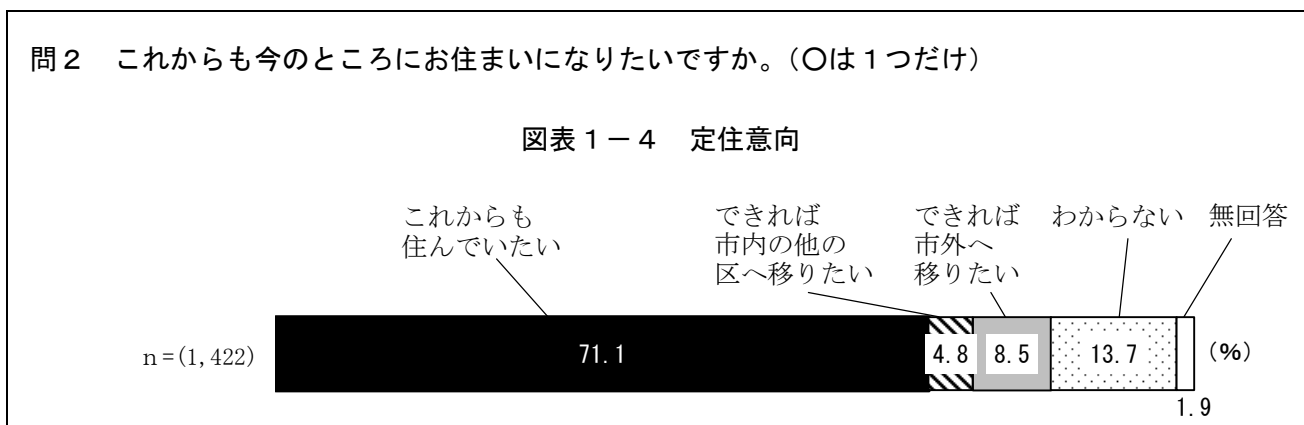 問２　これからも今のところにお住まいになりたいですか。（〇は１つだけ）
図表１－４　定住意向
これからも
住んでいたい
できれば
市内の他の
区へ移りたい
できれば
市外へ
移りたい
わからない
無回答
n=(1,422)
71.1
4.8
8.5
13.7
(%)
1.9